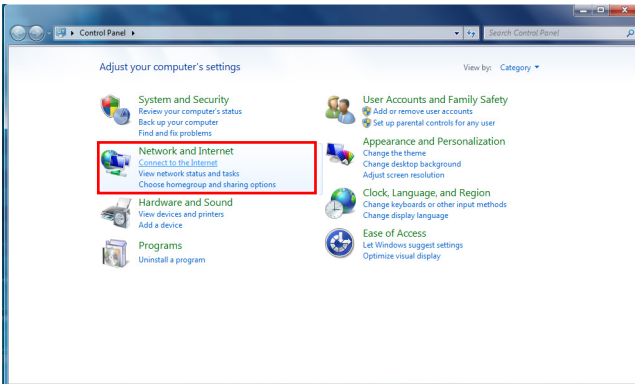 Control Panel
Search Control Panel
Adjust your computer's settings
View by: Category
System and Security
Review your computer's status
Back up your computer
Find and fix problems
Network and Internet
Connect to the Internet
View network status and tasks
Choose homegroup and sharing options
Hardware and Sound
View devices and printers
Add a device
Programs
Uninstall a program
User Accounts and Family Safety
Add or remove user accounts
Set up parental controls for any user
Appearance and Personalization
Change the theme
Change desktop background
Adjust screen resolution
Clock, Language, and Region
Change keyboards or other input methods
Change display language
Ease of Access
Let Windows suggest settings
Optimize visual display